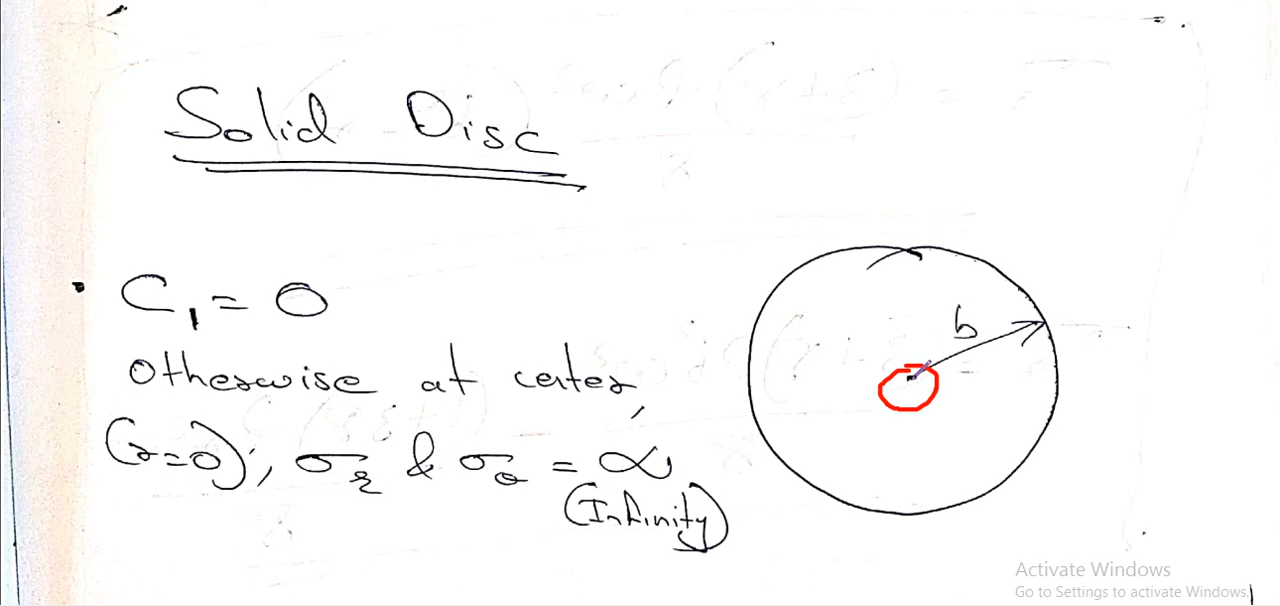 Solid Disc
• C₁ = 0
otherwise at center,
(r=0), σr & σθ = ∞
(Infinity)
b
Activate Windows
Go to Settings to activate Windows.